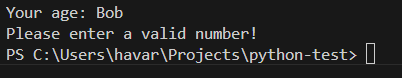 Your age: Bob
Please enter a valid number!
PS C:\Users\havar\Projects\python-test>